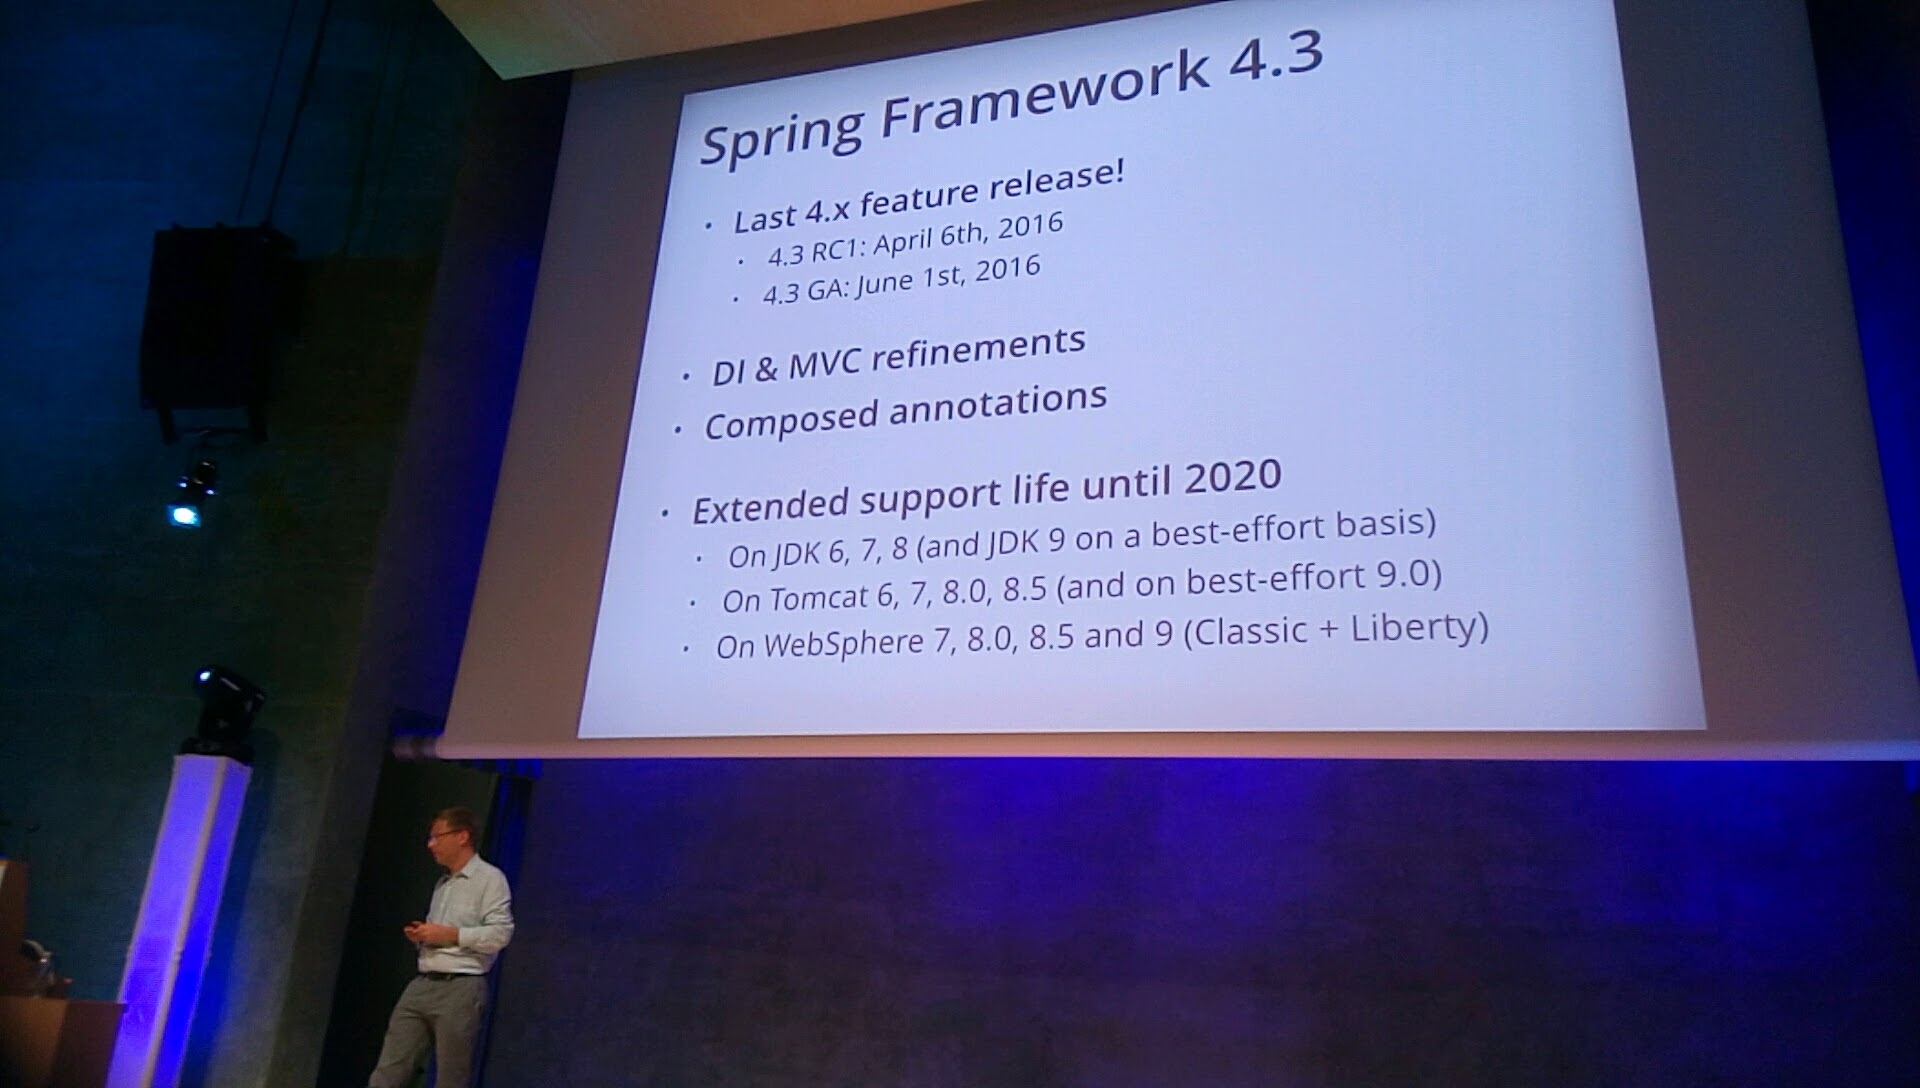 Spring Framework 4.3
• Last 4.x feature release!
• 4.3 RC1: April 6th, 2016
• 4.3 GA: June 1st, 2016
• DI & MVC refinements
• Composed annotations
• Extended support life until 2020
• On JDK 6, 7, 8 (and JDK 9 on a best-effort basis)
• On Tomcat 6, 7, 8.0, 8.5 (and on best-effort 9.0)
• On WebSphere 7, 8.0, 8.5 and 9 (Classic + Liberty)